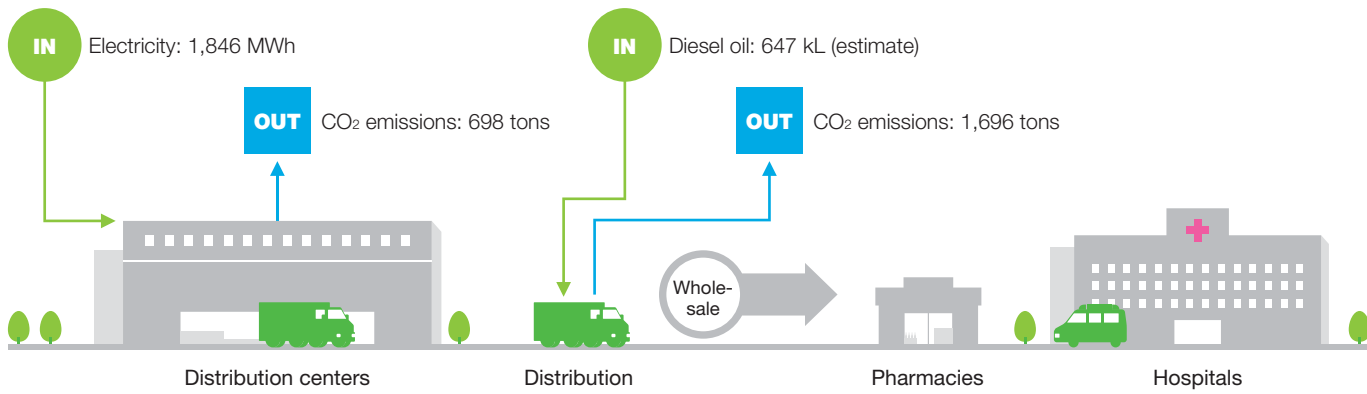 IN
Electricity: 1,846 MWh
IN
Diesel oil: 647 kL (estimate)
OUT
CO₂ emissions: 698 tons
OUT
CO₂ emissions: 1,696 tons
Whole-
sale
Distribution centers
Distribution
Pharmacies
Hospitals